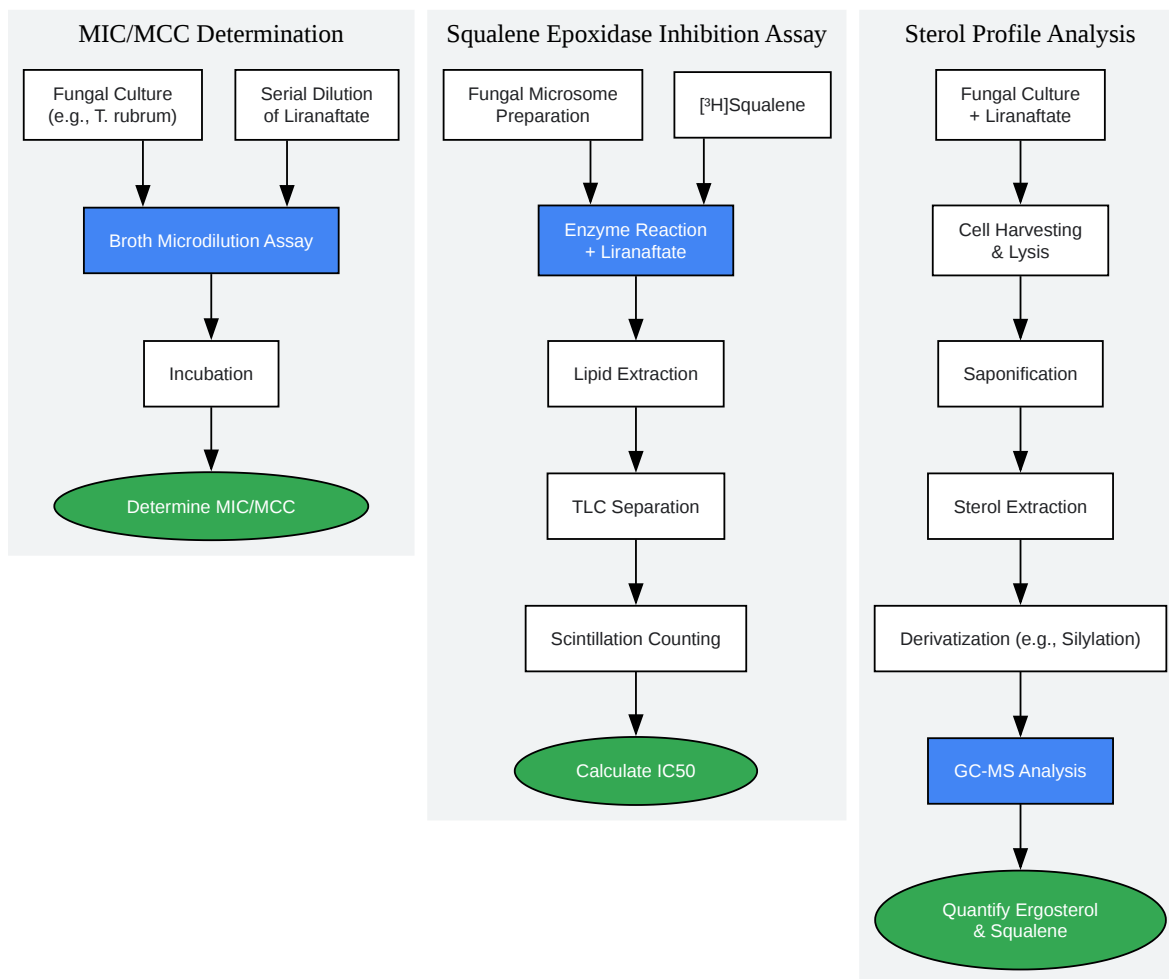 MIC/MCC Determination
Fungal Culture
(e.g., T. rubrum)
Serial Dilution
of Liranaftate
Broth Microdilution Assay
Incubation
Determine MIC/MCC
Squalene Epoxidase Inhibition Assay
Fungal Microsome
Preparation
[³H]Squalene
Enzyme Reaction
+ Liranaftate
Lipid Extraction
TLC Separation
Scintillation Counting
Calculate IC50
Sterol Profile Analysis
Fungal Culture
+ Liranaftate
Cell Harvesting
& Lysis
Saponification
Sterol Extraction
Derivatization (e.g., Silylation)
GC-MS Analysis
Quantify Ergosterol
& Squalene